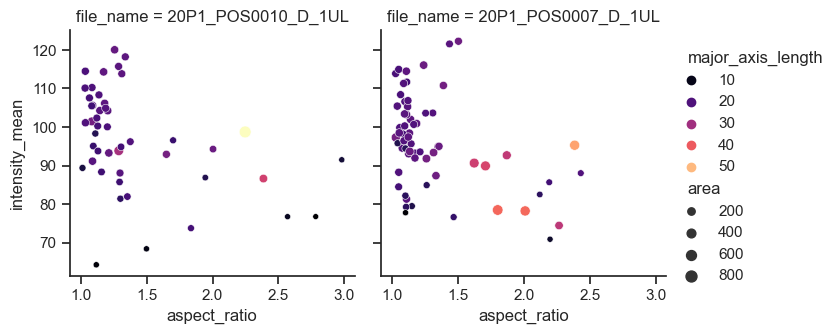 file_name = 20P1_POS0010_D_1UL
file_name = 20P1_POS0007_D_1UL
intensity_mean
120
110
100
90
80
70
1.0 1.5 2.0 2.5 3.0
aspect_ratio
1.0 1.5 2.0 2.5 3.0
aspect_ratio
major_axis_length
10
20
30
40
50
area
200
400
600
800